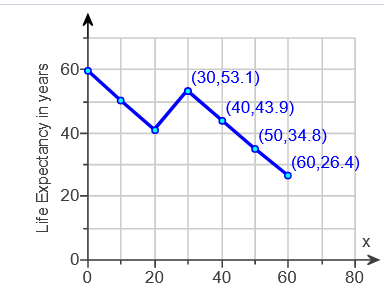 Life Expectancy in years
60
40
20
0
(30,53.1)
(40,43.9)
(50,34.8)
(60,26.4)
x
0 20 40 60 80